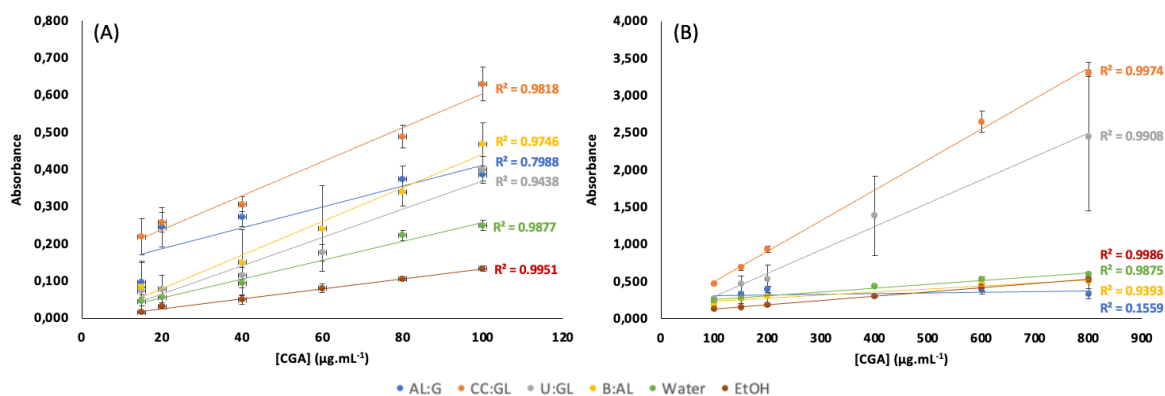 (A)
Absorbance
0,800
0,700
0,600
0,500
0,400
0,300
0,200
0,100
0,000
0
20
40
60
80
100
120
[CGA] (µg.mL-1)
R² = 0.9818
R² = 0.9746
R² = 0.7988
R² = 0.9438
R² = 0.9877
R² = 0.9951
(B)
Absorbance
4,000
3,500
3,000
2,500
2,000
1,500
1,000
0,500
0,000
0
100
200
300
400
500
600
700
800
900
[CGA] (µg.mL-1)
R² = 0.9974
R² = 0.9908
R² = 0.9986
R² = 0.9875
R² = 0.9393
R² = 0.1559
AL:G
CC:GL
U:GL
B:AL
Water
EtOH